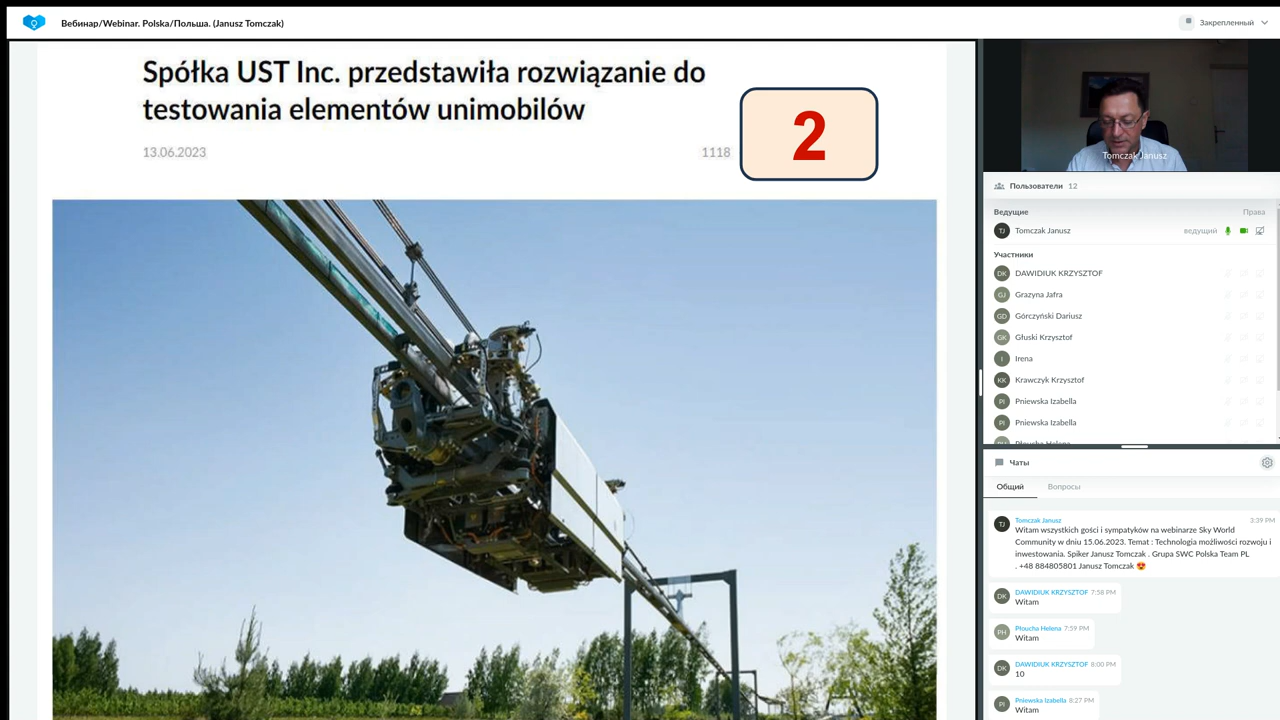 Вебинар/Webinar. Polska/Польша. (Janusz Tomczak)
Закрепленный
Spółka UST Inc. przedstawiła rozwiązanie do
testowania elementów unimobilów
13.06.2023
1118
2
Tomczak Janusz
Пользователи 12
Ведущие
Права
TJ Tomczak Janusz ведущий
Участники
DK DAWIDIUK KRZYSZTOF
GJ Grazyna Jafra
GD Górczyński Dariusz
GK Głuski Krzysztof
I Irena
KK Krawczyk Krzysztof
PI Pniewska Izabella
PI Pniewska Izabella
PH Płoucha Helena
Чаты
Общий
Вопросы
TJ Tomczak Janusz 3:39 PM
Witam wszystkich gości i sympatyków na webinarze Sky World
Community w dniu 15.06.2023. Temat : Technologia możliwości rozwoju i
inwestowania. Spiker Janusz Tomczak . Grupa SWC Polska Team PL
. +48 884805801 Janusz Tomczak 😍
DK DAWIDIUK KRZYSZTOF 7:58 PM
Witam
PH Płoucha Helena 7:59 PM
Witam
DK DAWIDIUK KRZYSZTOF 8:00 PM
10
PI Pniewska Izabella 8:27 PM
Witam